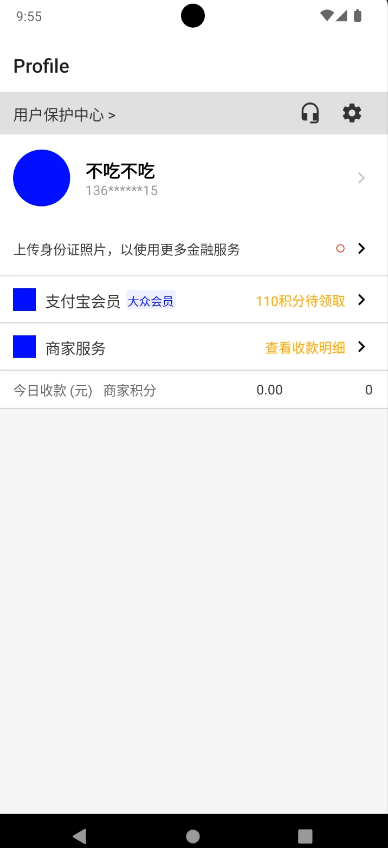 9:55
Profile
用户保护中心 >
不吃不吃
136******15
上传身份证照片，以使用更多金融服务
支付宝会员 大众会员 110积分待领取
商家服务 查看收款明细
今日收款 (元) 商家积分 0.00 0